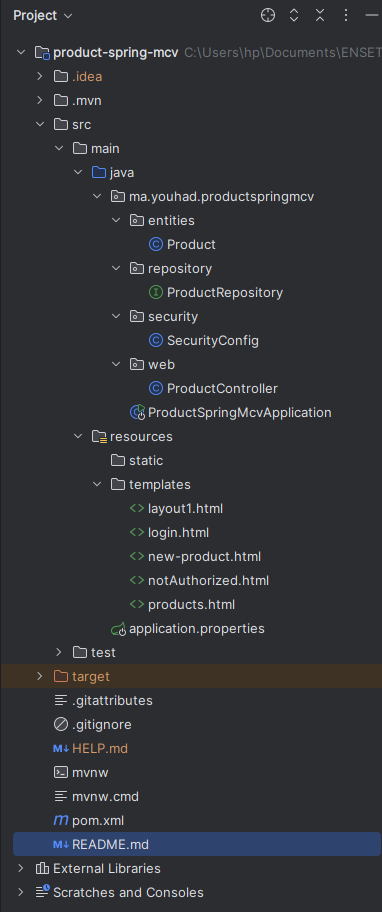 Project
product-spring-mcv C:\Users\hp\Documents\ENSET
.idea
.mvn
src
main
java
ma.youhad.productspringmcv
entities
Product
repository
ProductRepository
security
SecurityConfig
web
ProductController
ProductSpringMcvApplication
resources
static
templates
layout1.html
login.html
new-product.html
notAuthorized.html
products.html
application.properties
test
target
.gitattributes
.gitignore
HELP.md
mvnw
mvnw.cmd
pom.xml
README.md
External Libraries
Scratches and Consoles